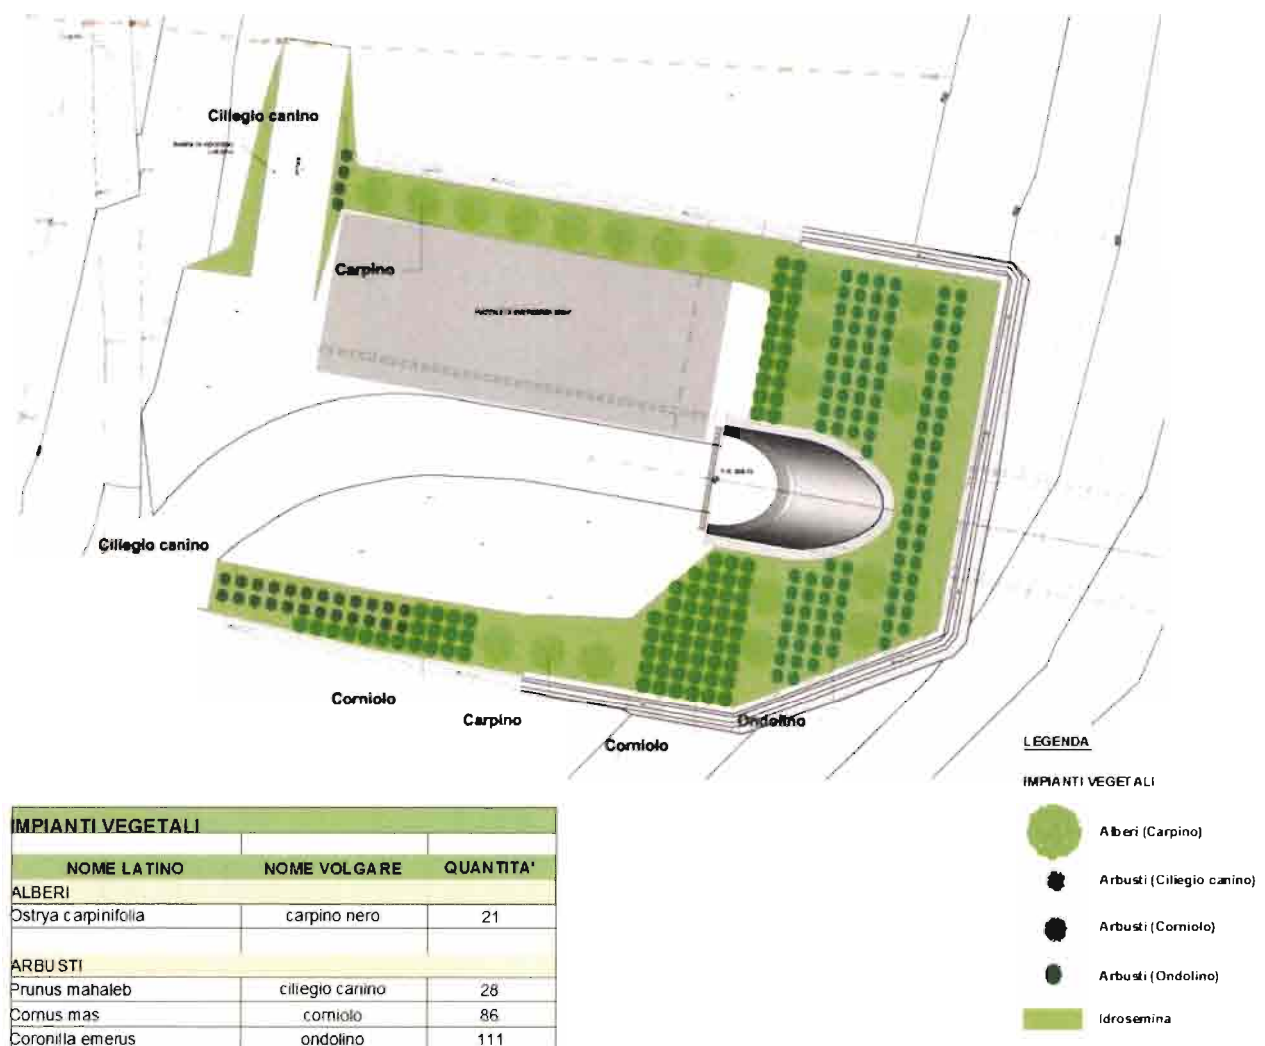 Ciliegio canino
Carpino
Ciliegio canino
Corniolo
Carpino
Corniolo
Ondolino
LEGENDA
IMPIANTI VEGETALI
Alberi (Carpino)
Arbusti (Ciliegio canino)
Arbusti (Corniolo)
Arbusti (Ondolino)
Idrosemina
IMPIANTI VEGETALI
NOME LATINO NOME VOLGARE QUANTITA'
ALBERI
Ostrya carpinifolia carpino nero 21
ARBUSTI
Prunus mahaleb ciliegio canino 28
Cornus mas corniolo 86
Coronilla emerus ondolino 111